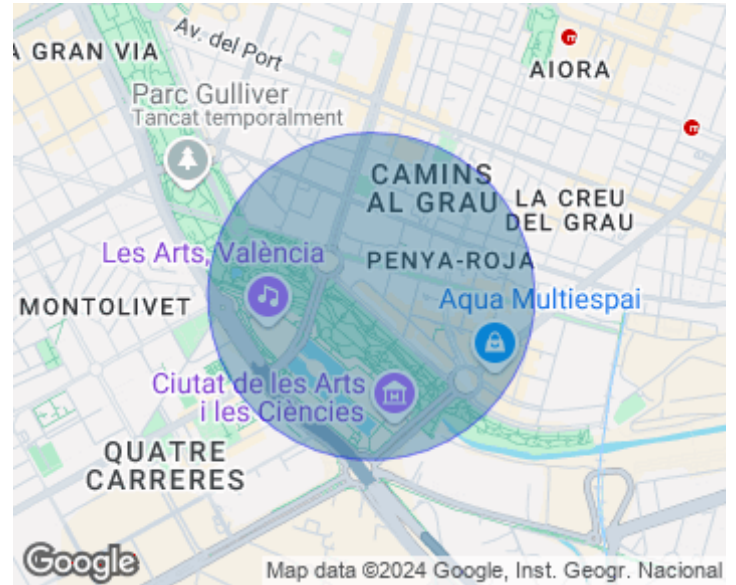 A GRAN VIA
Av. del Port
AIORA
Parc Gulliver
Tancat temporalment
CAMINS
AL GRAU
LA CREU
DEL GRAU
Les Arts, València
PENYA-ROJA
MONTOLIVET
Aqua Multiespai
Ciutat de les Arts
i les Ciències
QUATRE
CARRERES
Google
Map data ©2024 Google, Inst. Geogr. Nacional